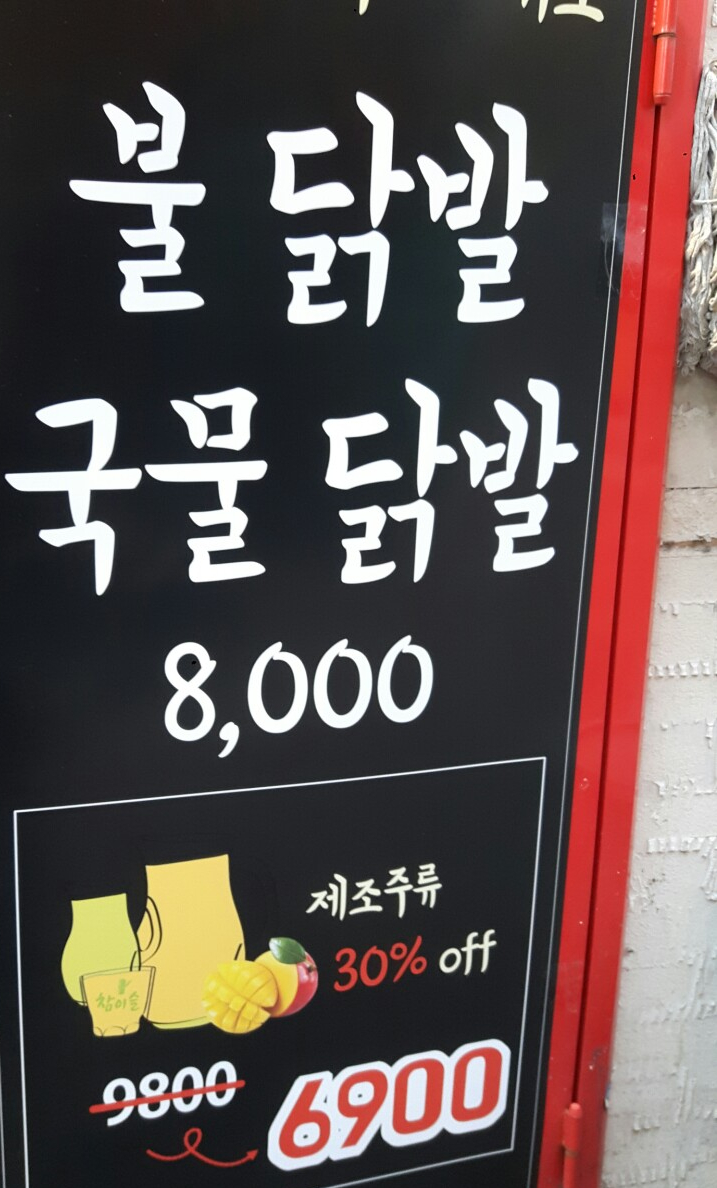 불 닭발
국물 닭발
8,000
제조주류
30% off
참이슬
9800
6900